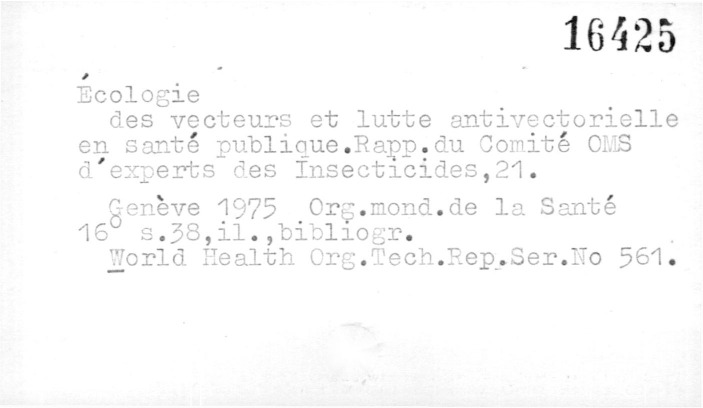 16425
Écologie
des vecteurs et lutte antivectorielle
en santé publique.Rapp.du Comité OMS
d'experts des Insecticides,21.
Genève 1975 Org.mond.de la Santé
16° s.38,il.,bibliogr.
World Health Org.Tech.Rep.Ser.No 561.